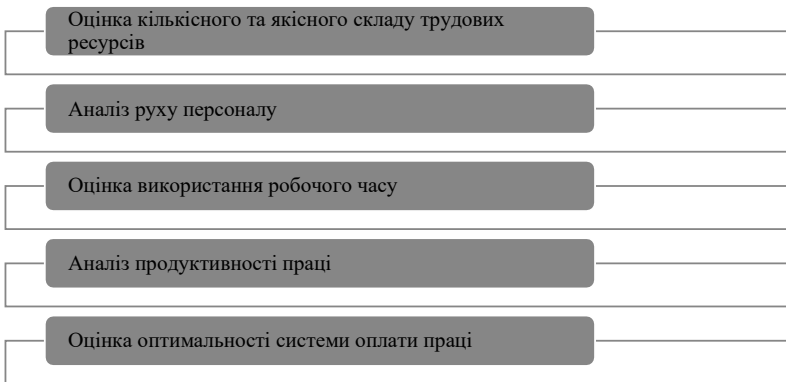 Оцінка кількісного та якісного складу трудових
ресурсів
Аналіз руху персоналу
Оцінка використання робочого часу
Аналіз продуктивності праці
Оцінка оптимальності системи оплати праці